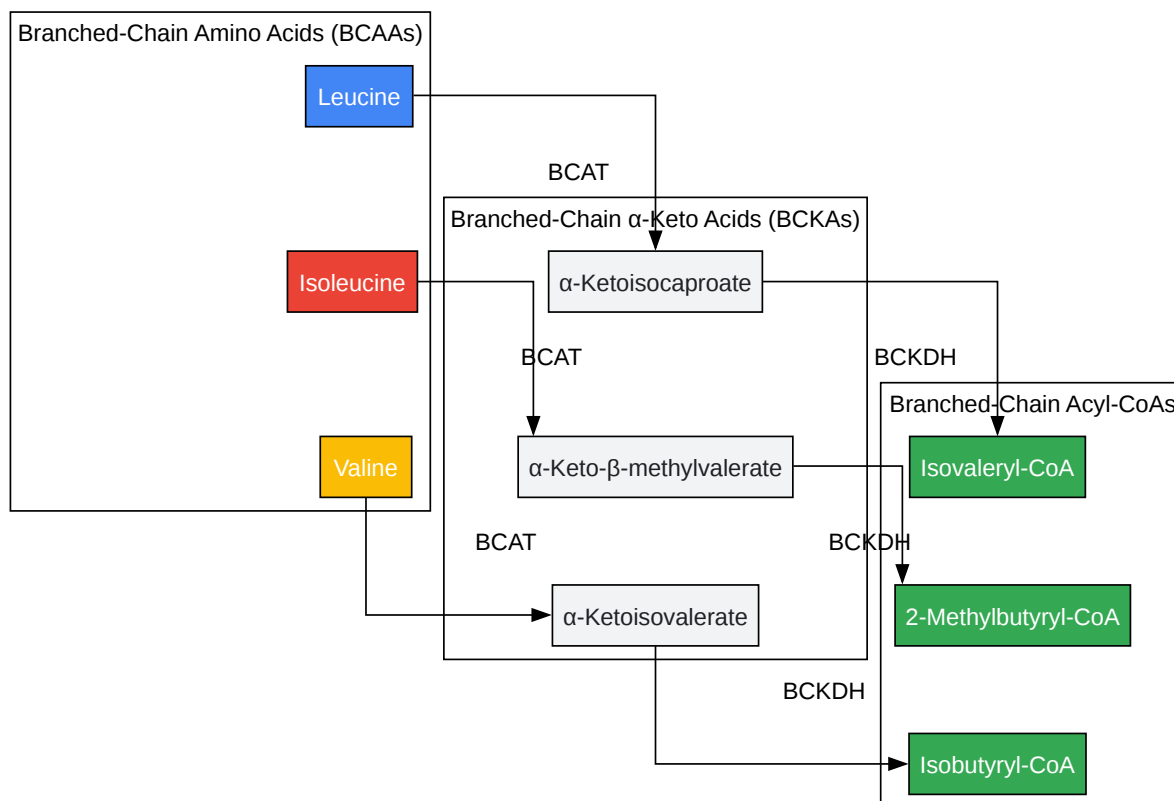 Branched-Chain Amino Acids (BCAAs)
Leucine
BCAT
Branched-Chain α-Keto Acids (BCKAs)
Isoleucine
α-Ketoisocaproate
BCAT
BCKDH
Branched-Chain Acyl-CoAs
Valine
α-Keto-β-methylvalerate
Isovaleryl-CoA
BCAT
BCKDH
α-Ketoisovalerate
2-Methylbutyryl-CoA
BCKDH
Isobutyryl-CoA